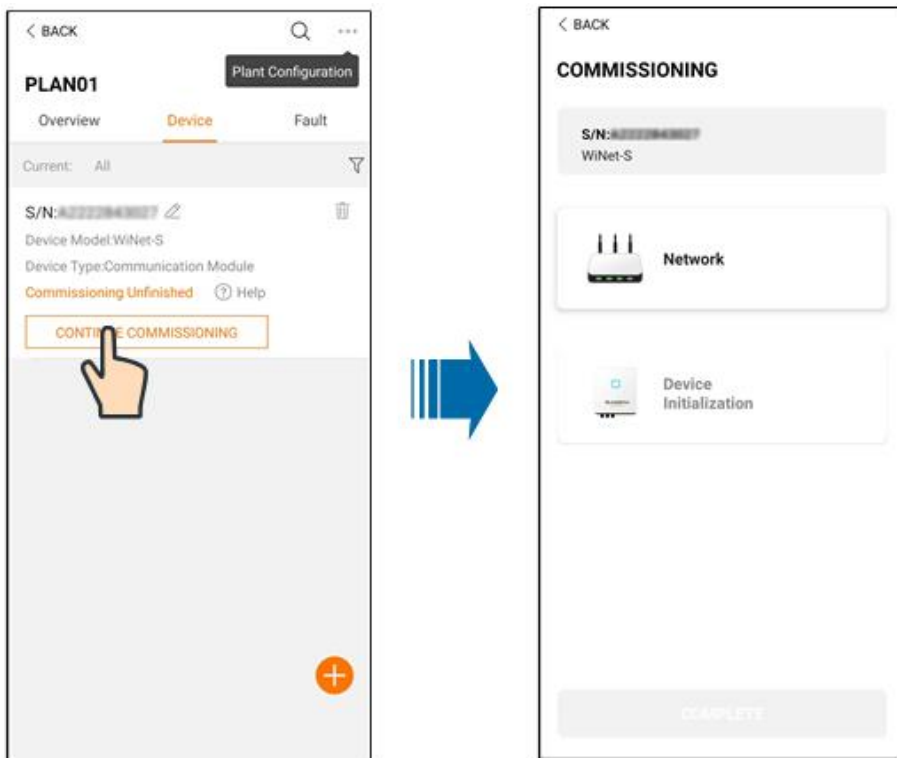 < BACK
Plant Configuration
PLAN01
Overview Device Fault
Current: All
S/N:
Device Model:WiNet-S
Device Type:Communication Module
Commissioning Unfinished ? Help
COMMISSIONING
+
< BACK
COMMISSIONING
S/N:
WiNet-S
Network
Device
Initialization
COMPLETE